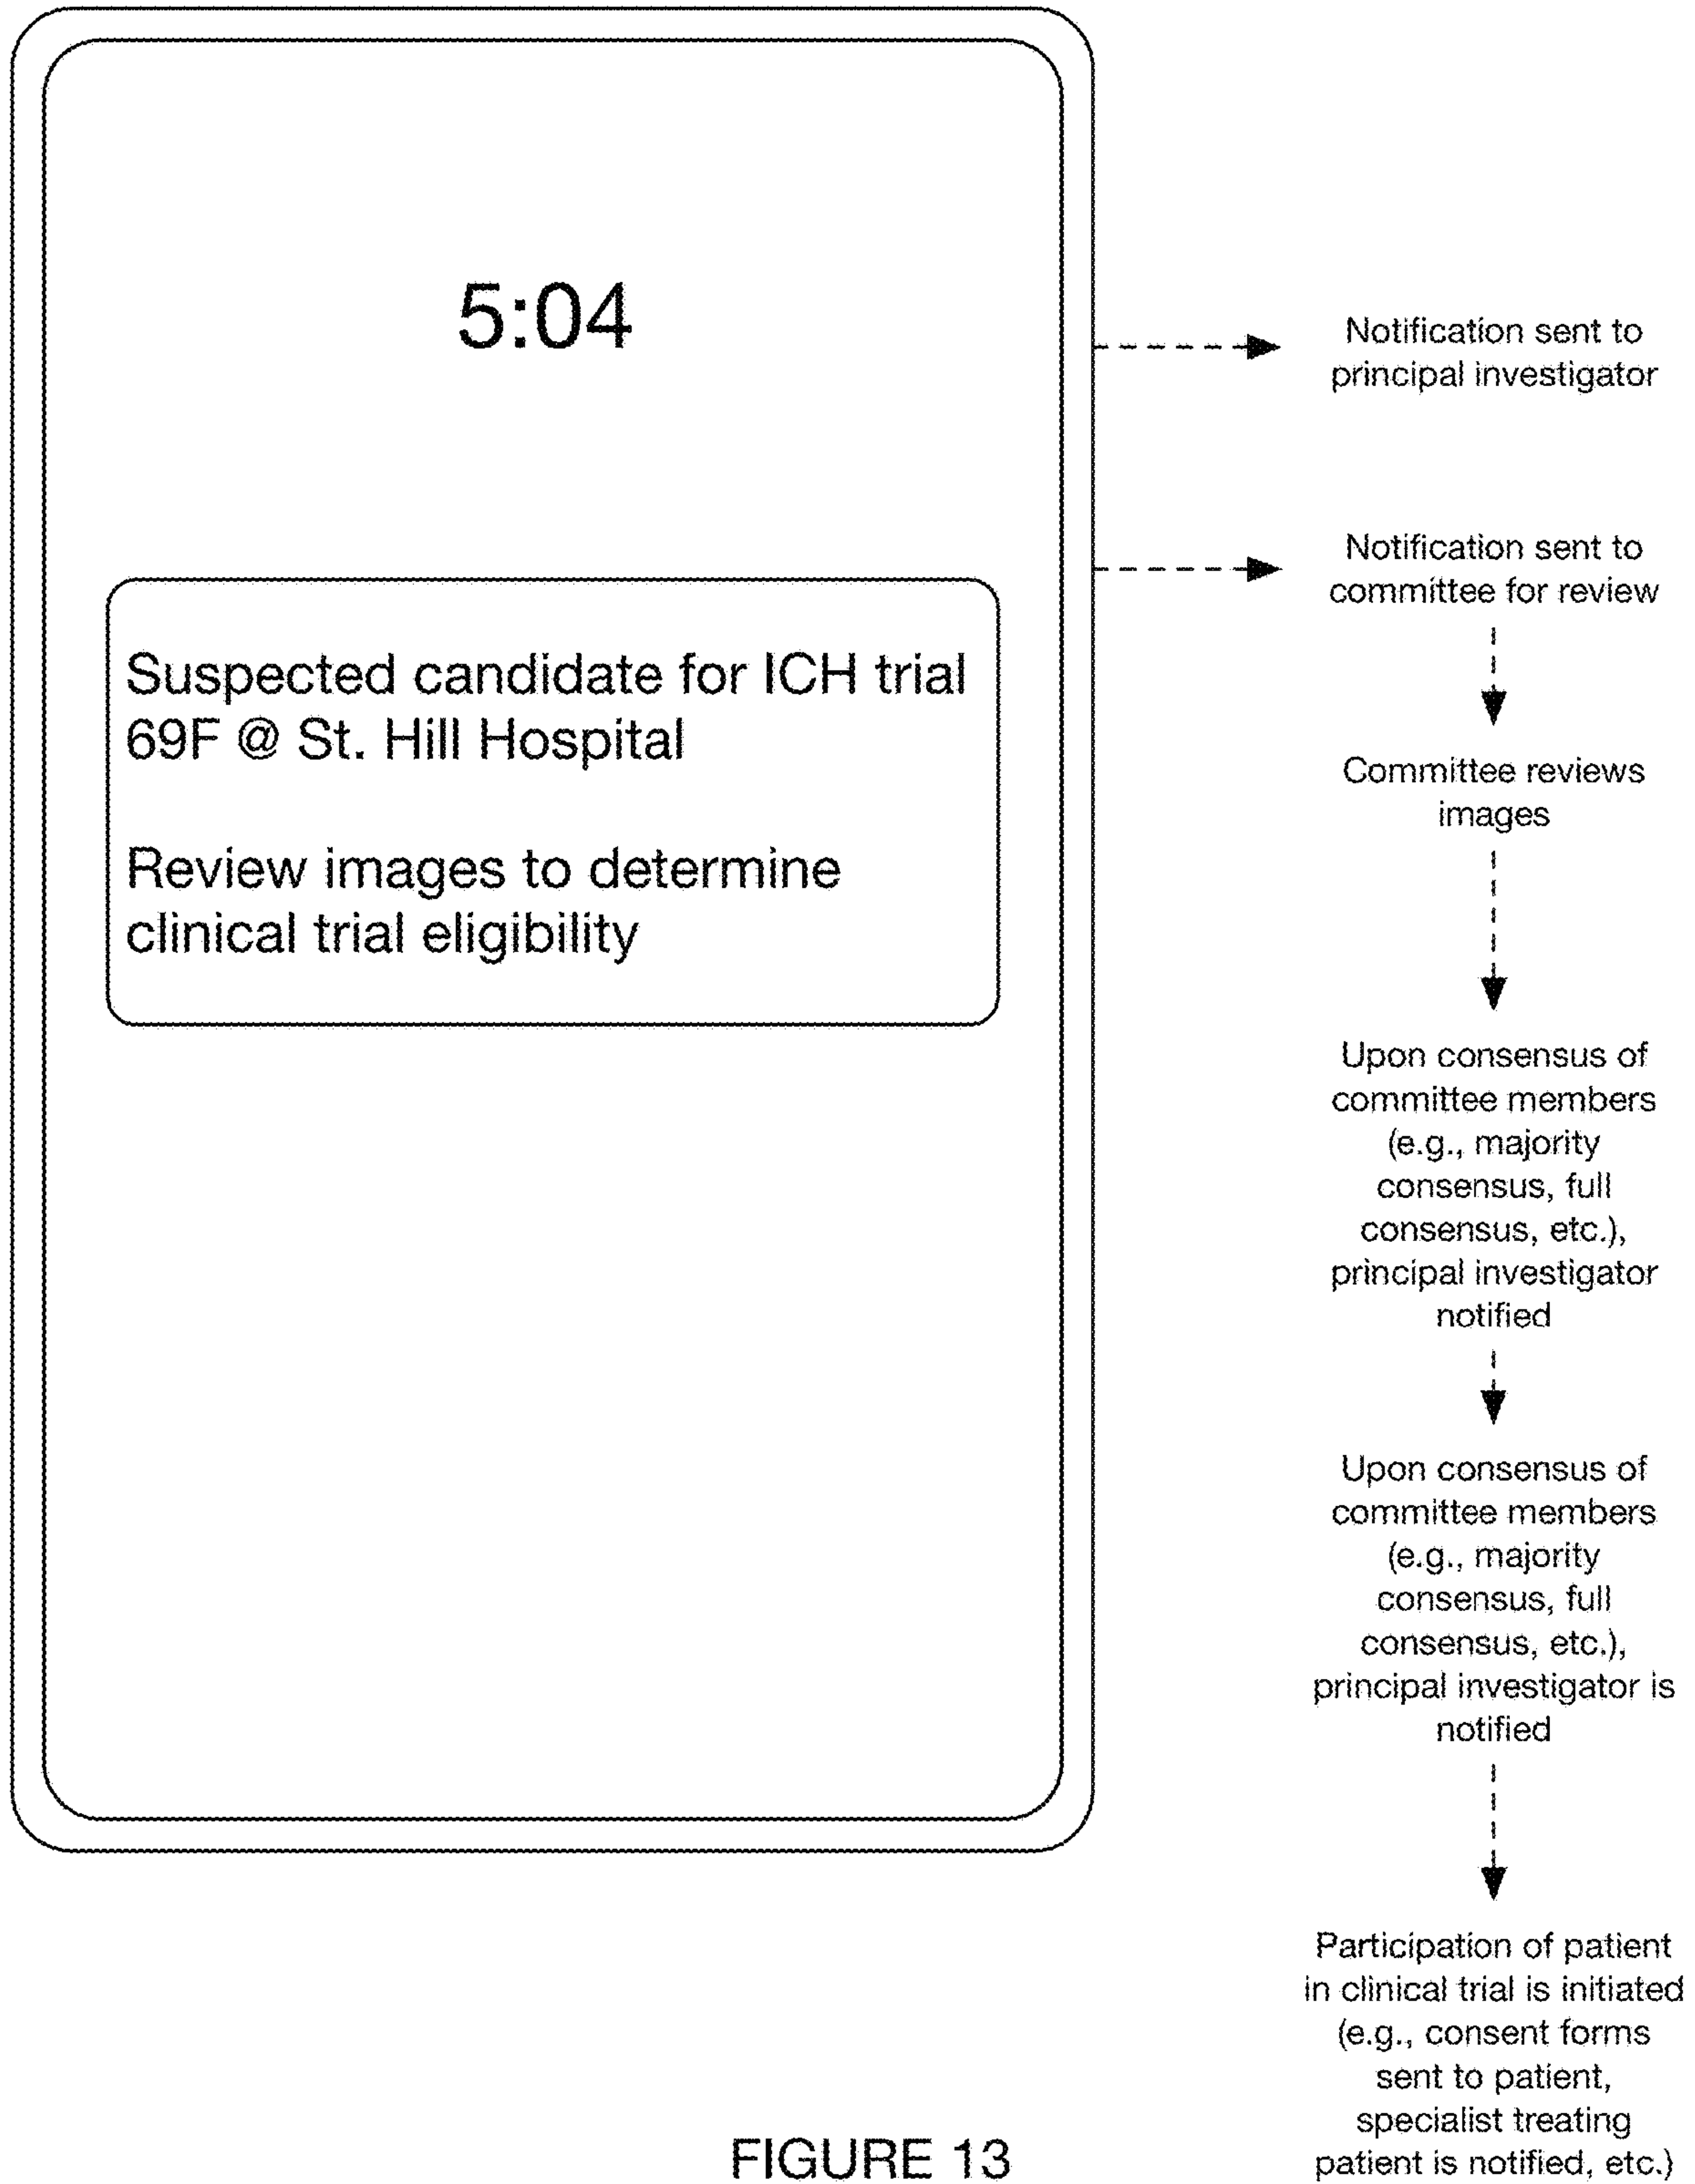 5:04
Suspected candidate for ICH trial
69F @ St. Hill Hospital
Review images to determine
clinical trial eligibility
Notification sent to
principal investigator
Notification sent to
committee for review
Committee reviews
images
Upon consensus of
committee members
(e.g., majority
consensus, full
consensus, etc.),
principal investigator
notified
Upon consensus of
committee members
(e.g., majority
consensus, full
consensus, etc.),
principal investigator is
notified
Participation of patient
in clinical trial is initiated
(e.g., consent forms
sent to patient,
specialist treating
patient is notified, etc.)
FIGURE 13